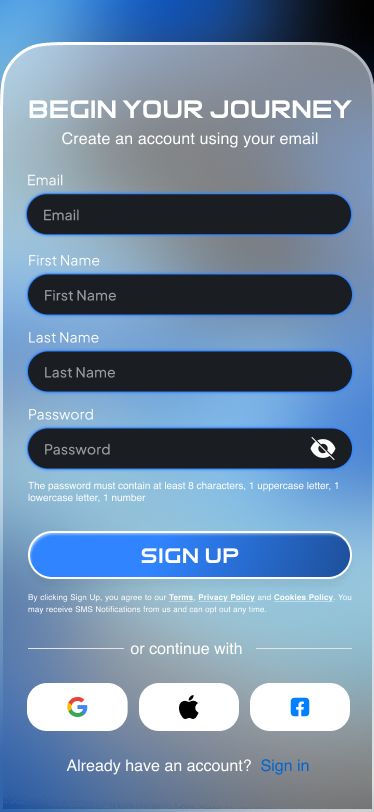 BEGIN YOUR JOURNEY
Create an account using your email
Email
Email
First Name
First Name
Last Name
Last Name
Password
Password
The password must contain at least 8 characters, 1 uppercase letter, 1
lowercase letter, 1 number
SIGN UP
By clicking Sign Up, you agree to our Terms, Privacy Policy and Cookies Policy. You
may receive SMS Notifications from us and can opt out any time.
or continue with
Already have an account? Sign in